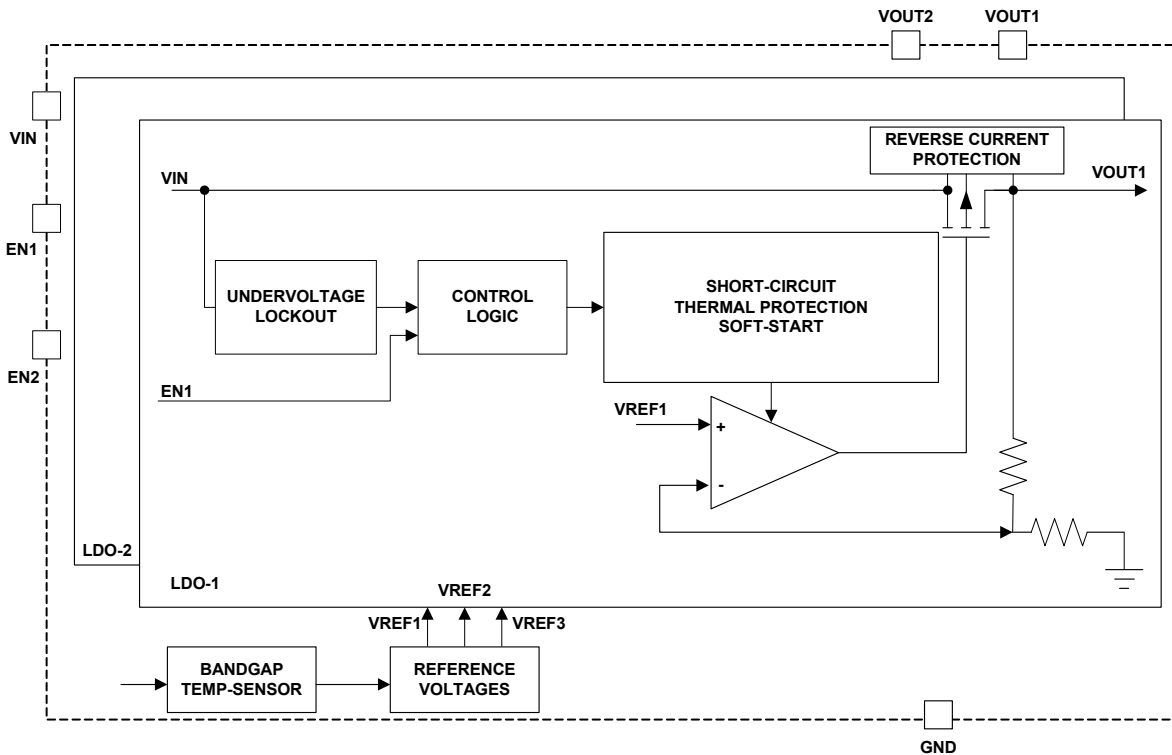 VOUT2
VOUT1
VIN
EN1
EN2
REVERSE CURRENT
PROTECTION
VIN
VOUT1
UNDERVOLTAGE
LOCKOUT
CONTROL
LOGIC
SHORT-CIRCUIT
THERMAL PROTECTION
SOFT-START
EN1
VREF1
+
-
LDO-2
LDO-1
VREF2
VREF1
VREF3
BANDGAP
TEMP-SENSOR
REFERENCE
VOLTAGES
GND